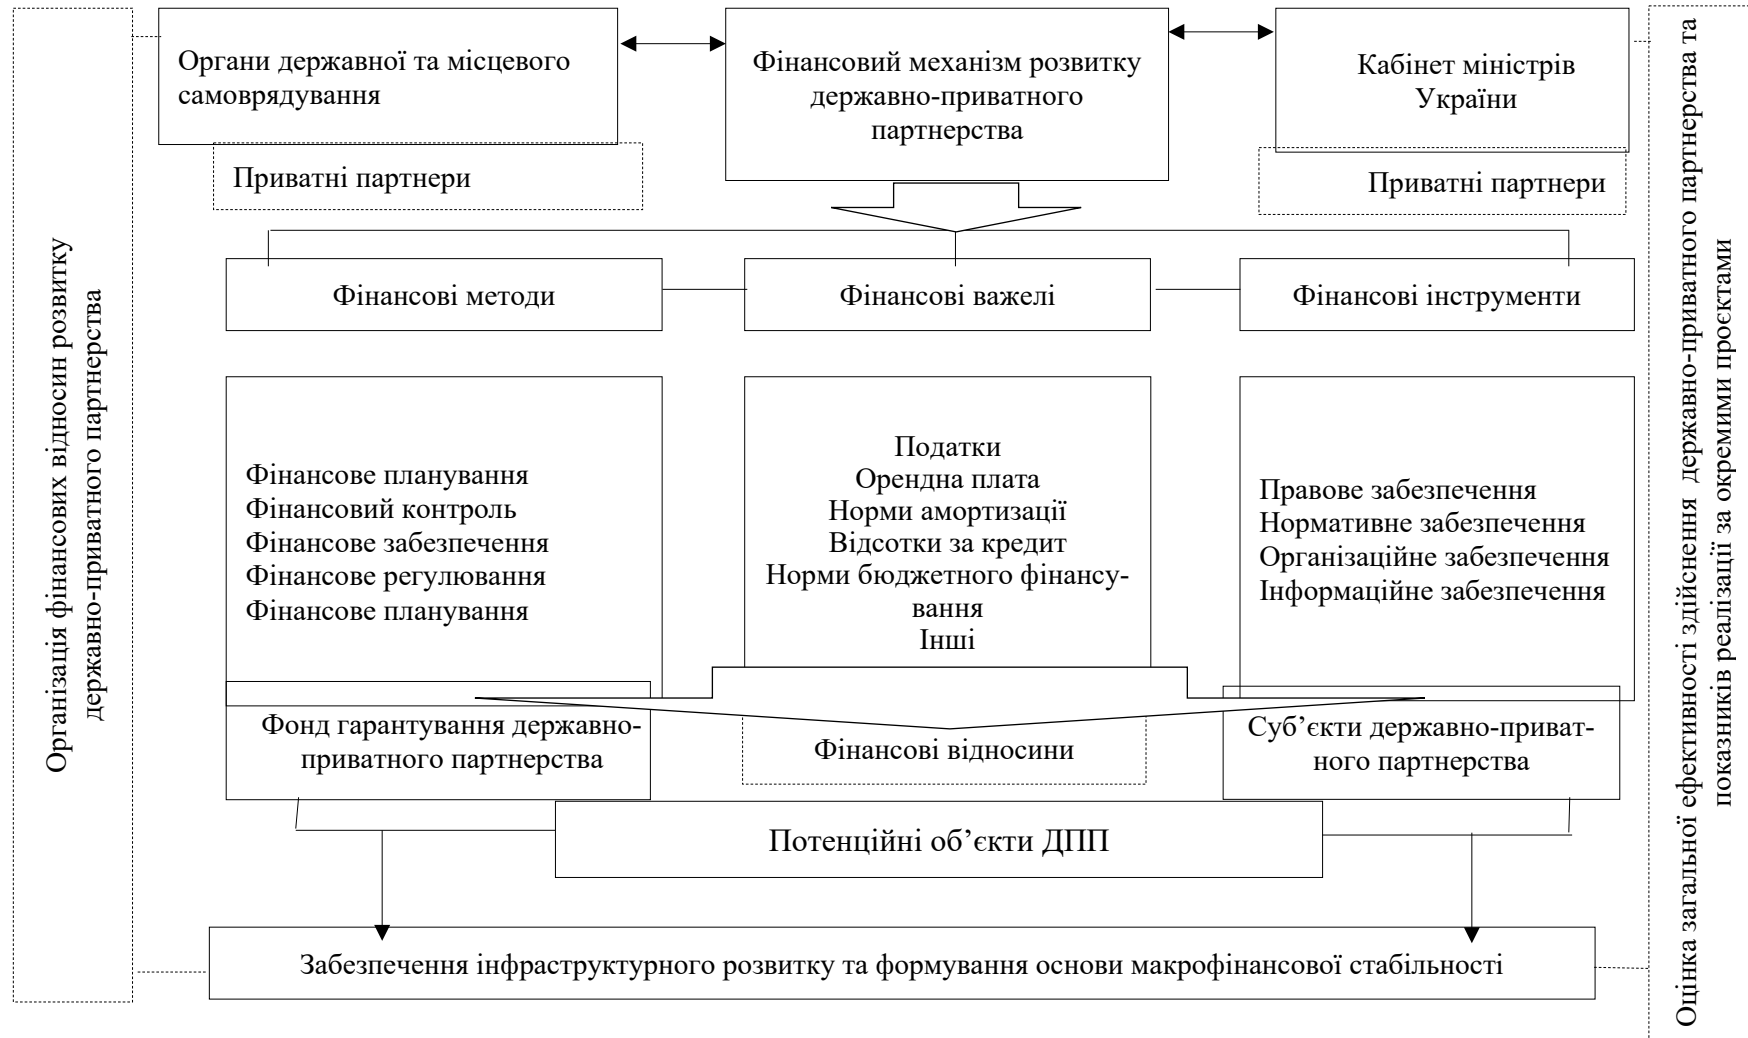 Організація фінансових відносин розвитку
державно-приватного партнерства
Органи державної та місцевого
самоврядування
Приватні партнери
Фінансовий механізм розвитку
державно-приватного
партнерства
Кабінет міністрів
України
Приватні партнери
Фінансові методи
Фінансові важелі
Фінансові інструменти
Фінансове планування
Фінансовий контроль
Фінансове забезпечення
Фінансове регулювання
Фінансове планування
Податки
Орендна плата
Норми амортизації
Відсотки за кредит
Норми бюджетного фінансу-
вання
Інші
Правове забезпечення
Нормативне забезпечення
Організаційне забезпечення
Інформаційне забезпечення
Фонд гарантування державно-
приватного партнерства
Фінансові відносини
Суб’єкти державно-приват-
ного партнерства
Потенційні об’єкти ДПП
Забезпечення інфраструктурного розвитку та формування основи макрофінансової стабільності
Оцінка загальної ефективності здійснення державно-приватного партнерства та
показників реалізації за окремими проєктами